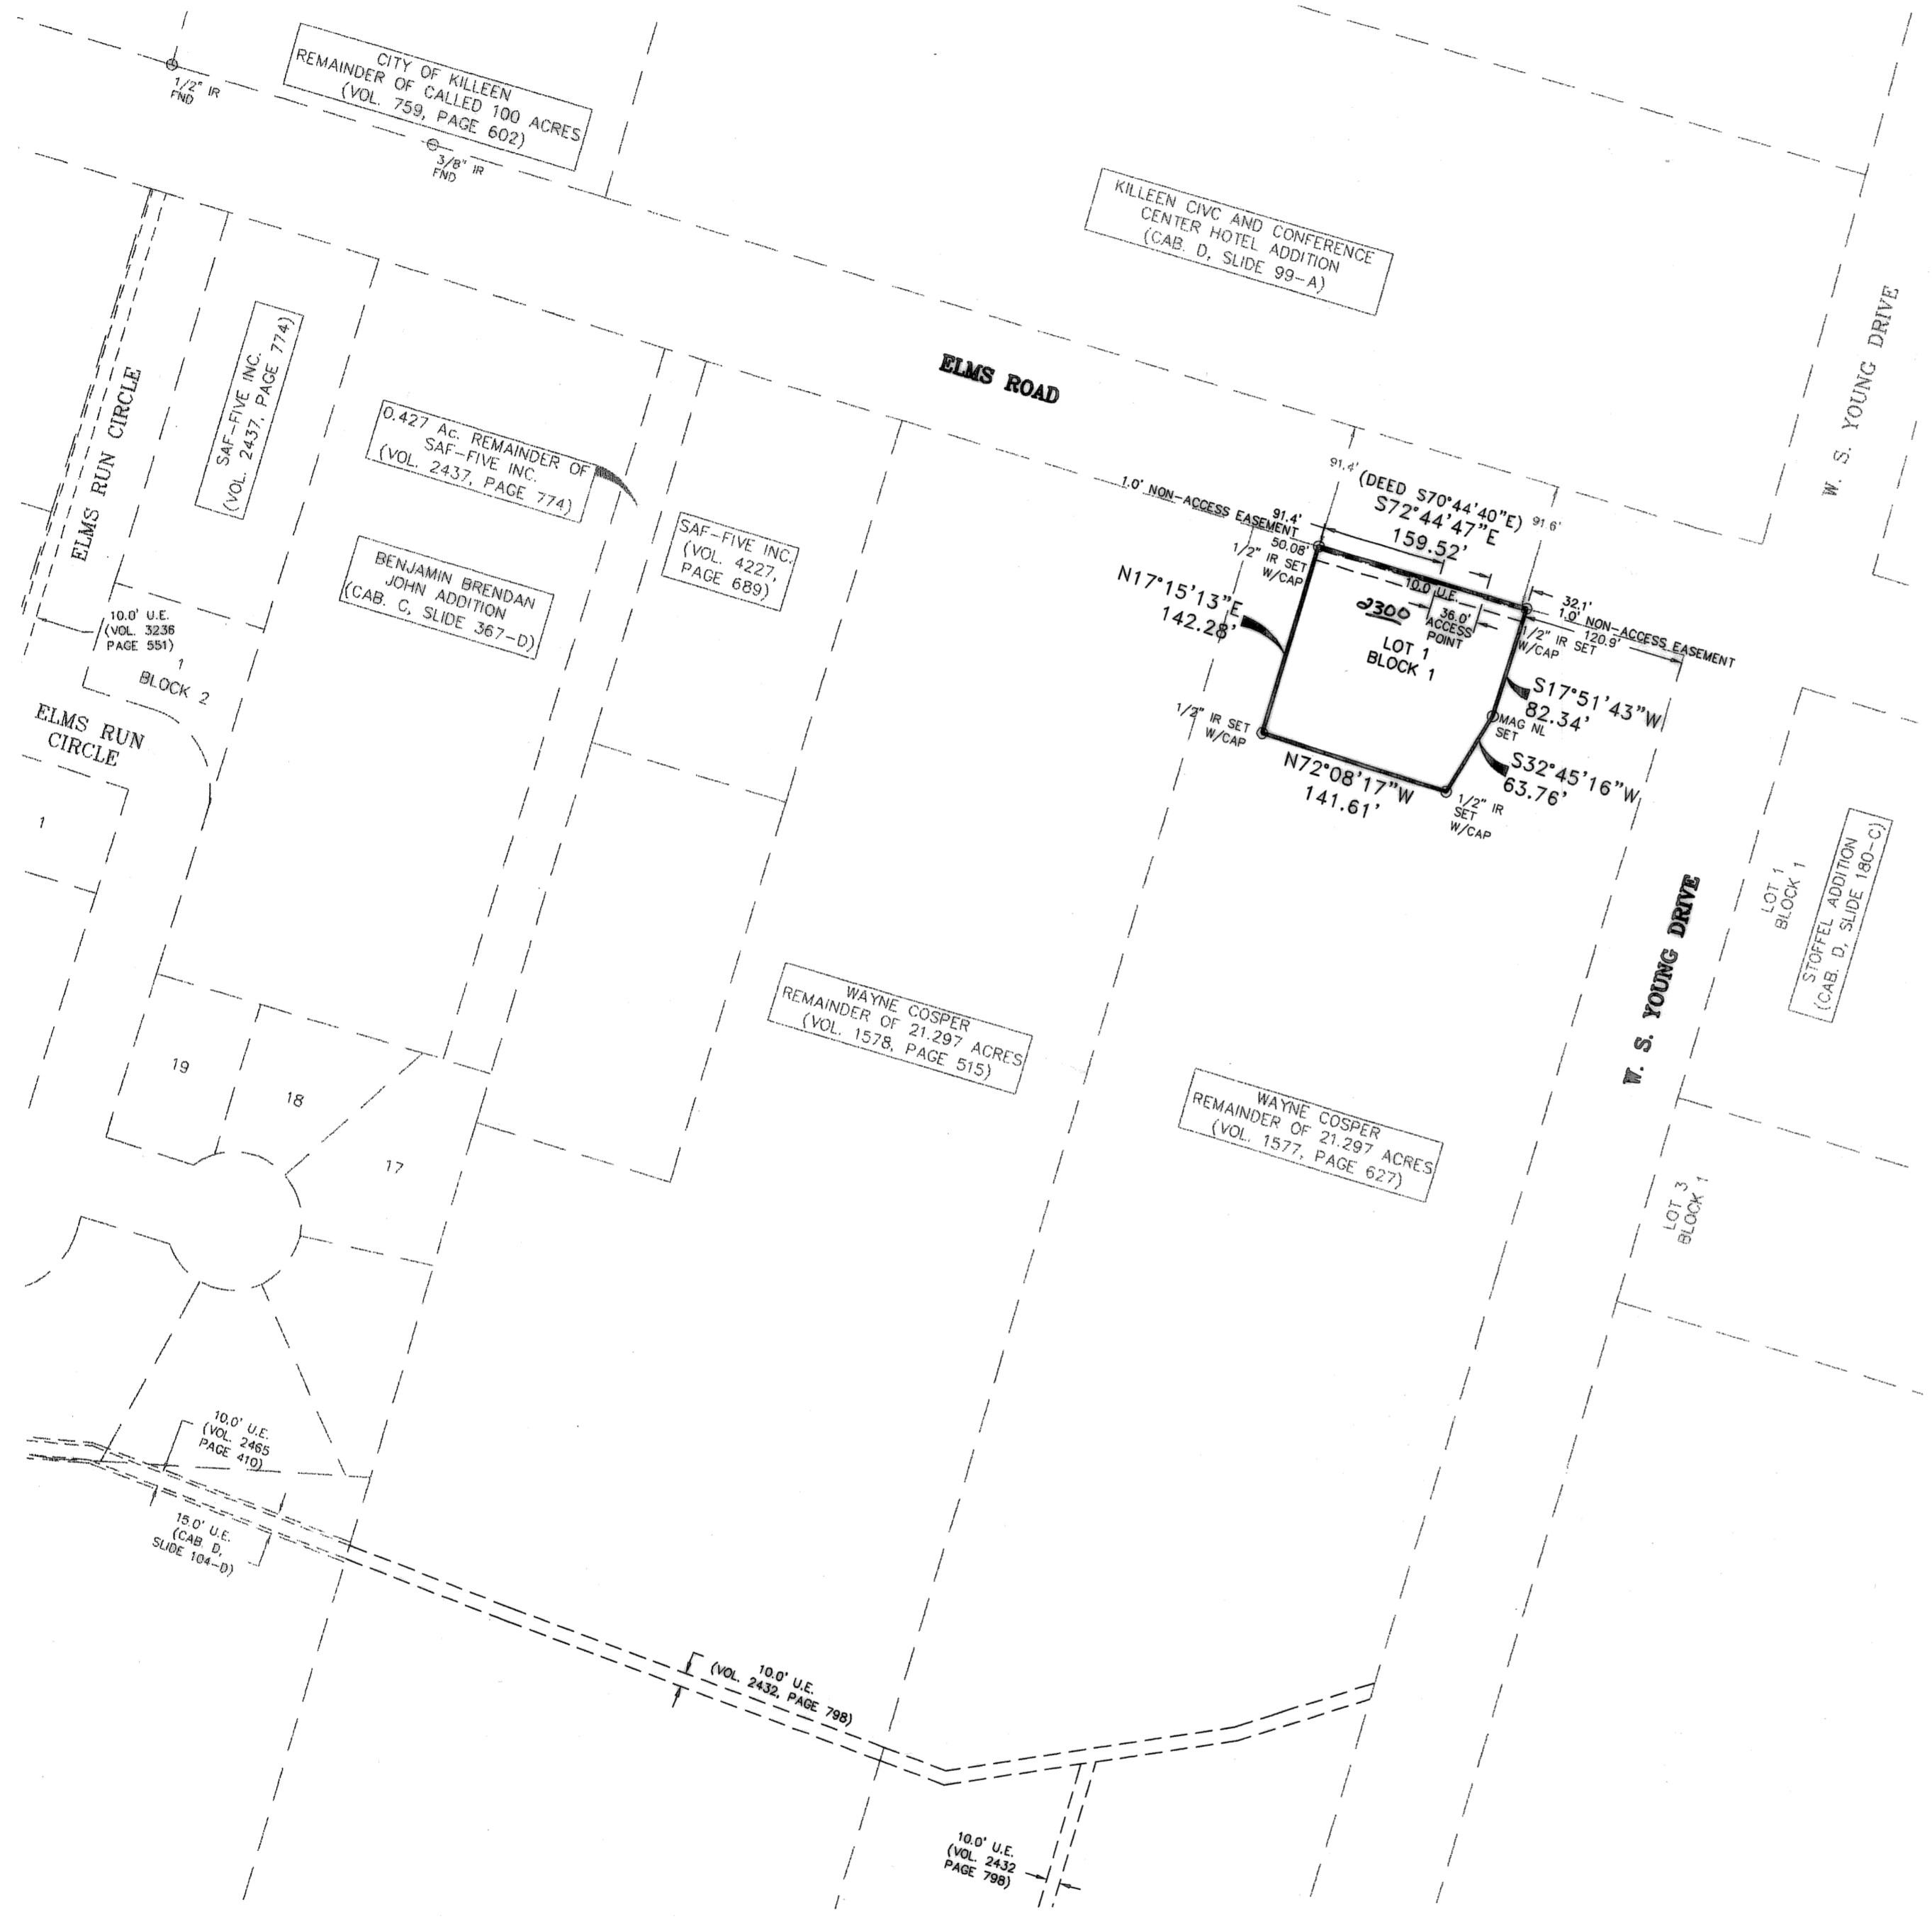 1/2" IR
FND
CITY OF KILLEEN
REMAINDER OF CALLED 100 ACRES
(VOL. 759, PAGE 602)
3/8" IR
FND
KILLEEN CIVC AND CONFERENCE
CENTER HOTEL ADDITION
(CAB. D, SLIDE 99-A)
W. S. YOUNG DRIVE
ELMS ROAD
ELMS RUN CIRCLE
SAF-FIVE INC.
(VOL. 2437, PAGE 774)
0.427 Ac. REMAINDER OF
SAF-FIVE INC.
(VOL. 2437, PAGE 774)
BENJAMIN BRENDAN
JOHN ADDITION
(CAB. C, SLIDE 367-D)
SAF-FIVE INC.
(VOL. 4227,
PAGE 689)
91.4'
(DEED S70°44'40"E)
91.6'
S72°44'47"E
159.52'
1.0' NON-ACCESS EASEMENT
91.4'
50.08'
1/2" IR SET
W/CAP
N17°15'13"E
142.28'
10.0 U.E.
2300
36.0'
ACCESS
POINT
LOT 1
BLOCK 1
32.1'
1.0' NON-ACCESS EASEMENT
120.9'
1/2" IR SET
W/CAP
S17°51'43"W
82.34'
MAG NL
SET
S32°45'16"W
63.76'
1/2" IR SET
W/CAP
N72°08'17"W
141.61'
1/2" IR
SET
W/CAP
10.0' U.E.
(VOL. 3236
PAGE 551)
1
BLOCK 2
ELMS RUN
CIRCLE
1
LOT 1
BLOCK 1
STOFFEL ADDITION
(CAB. D, SLIDE 180-C)
W. S. YOUNG DRIVE
WAYNE COSPER
REMAINDER OF 21.297 ACRES
(VOL. 1578, PAGE 515)
WAYNE COSPER
REMAINDER OF 21.297 ACRES
(VOL. 1577, PAGE 627)
19
18
17
LOT 3
BLOCK 1
10.0' U.E.
(VOL. 2465
PAGE 410)
15.0' U.E.
(CAB. D,
SLIDE 104-D)
10.0' U.E.
(VOL. 2432, PAGE 798)
10.0' U.E.
(VOL. 2432
PAGE 798)